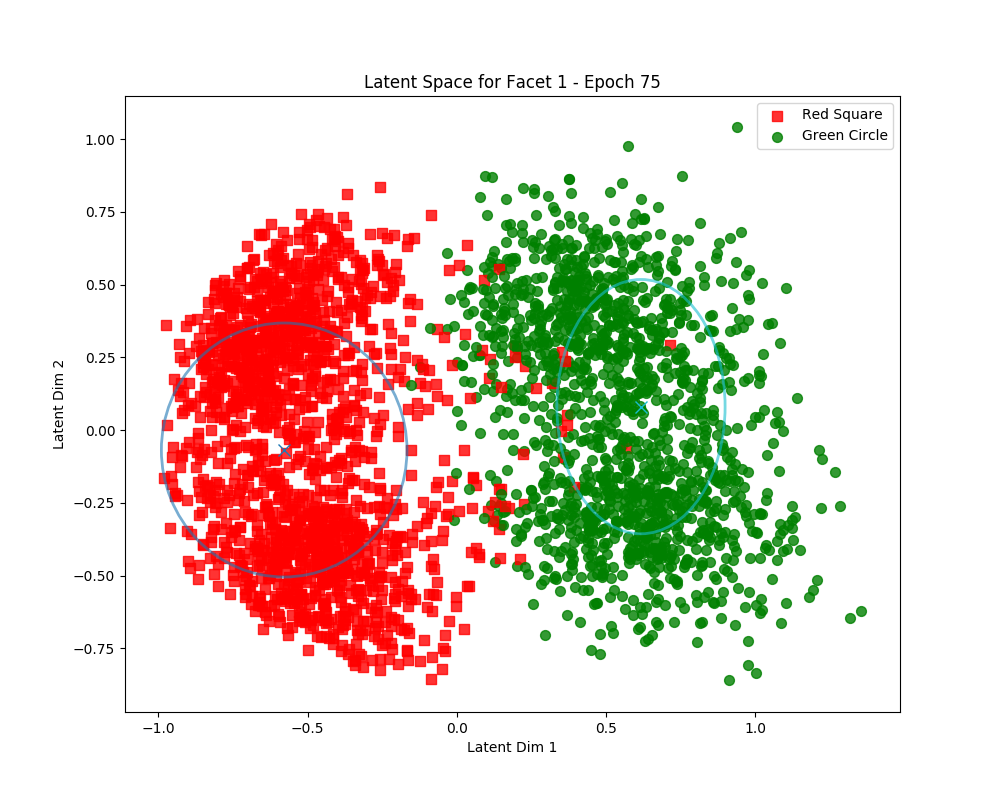 Latent Space for Facet 1 - Epoch 75
Red Square
Green Circle
1.00
0.75
0.50
0.25
0.00
−0.25
−0.50
−0.75
Latent Dim 2
−1.0
−0.5
0.0
0.5
1.0
Latent Dim 1